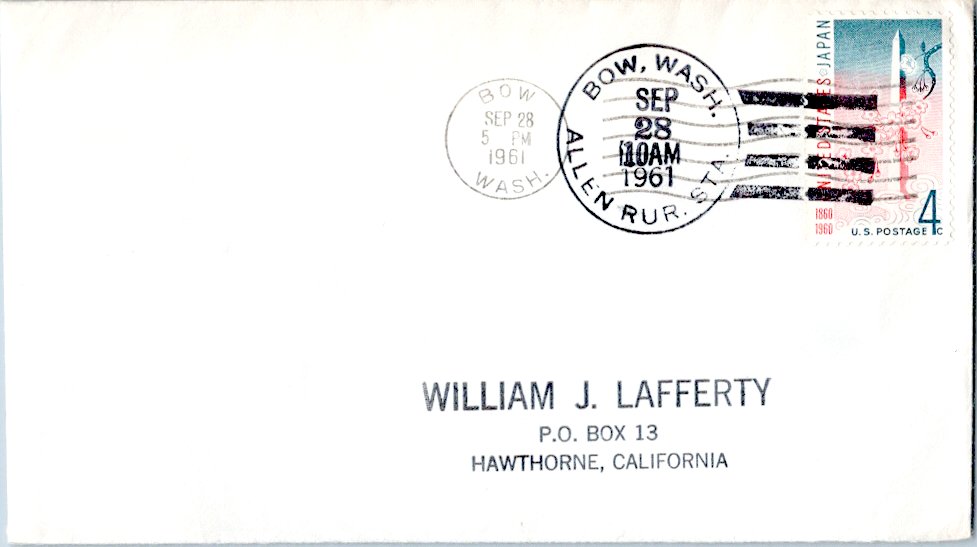 BOW
SEP 28
5 PM
1961
WASH.
BOW, WASH.
SEP
28
10AM
1961
ALLEN RUR. STA.
UNITED STATES JAPAN
1860
1960
U.S. POSTAGE 4c
WILLIAM J. LAFFERTY
P.O. BOX 13
HAWTHORNE, CALIFORNIA